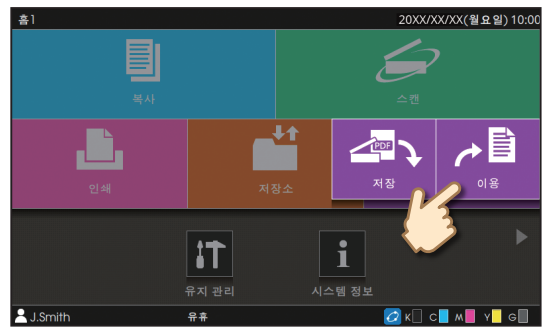 홈1 20XX/XX/XX(월요일) 10:00
복사 스캔
PDF
인쇄 저장소 저장 이용
유지 관리 시스템 정보
J.Smith 유휴 K C M Y G